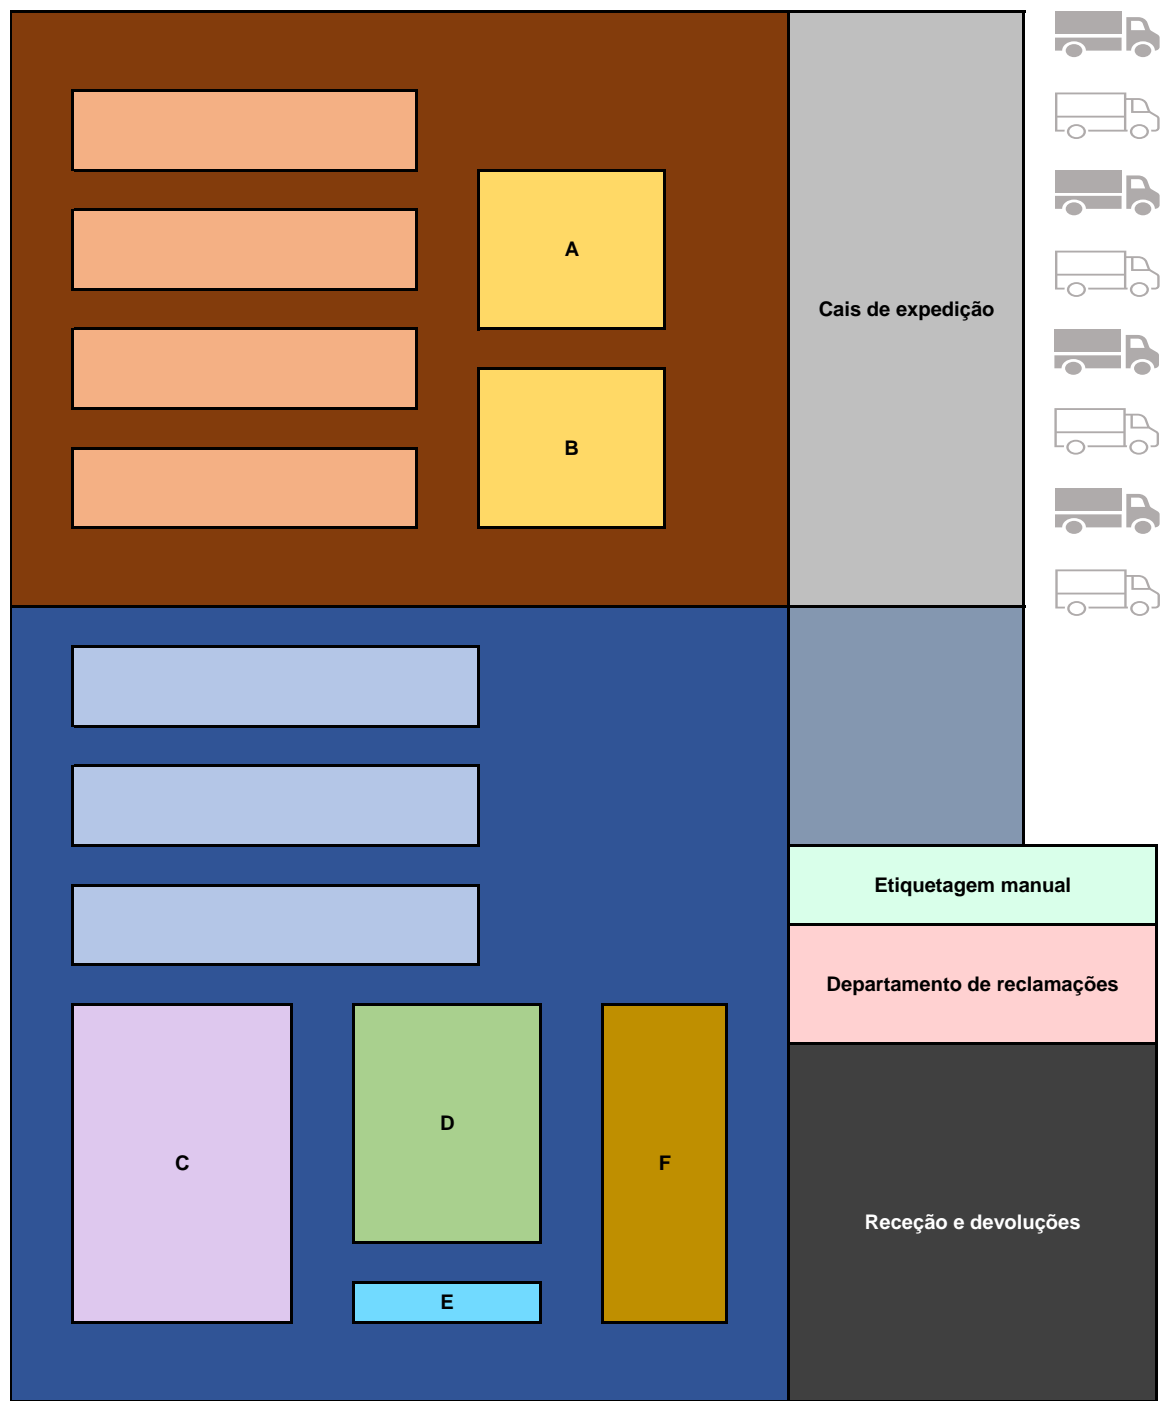 A
Cais de expedição
B
Etiquetagem manual
Departamento de reclamações
D
C
F
Receção e devoluções
E